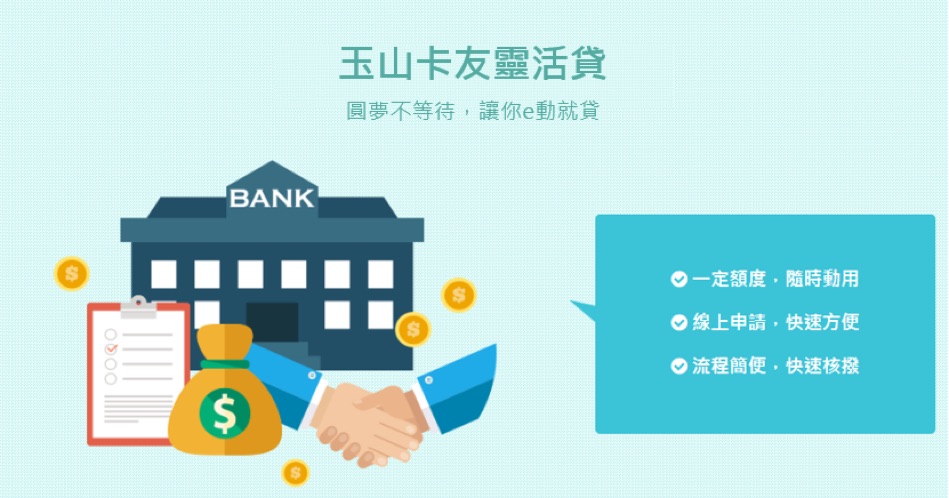 玉山卡友靈活貸
圓夢不等待，讓你e動就貸
BANK
一定額度，隨時動用
線上申請，快速方便
流程簡便，快速核撥